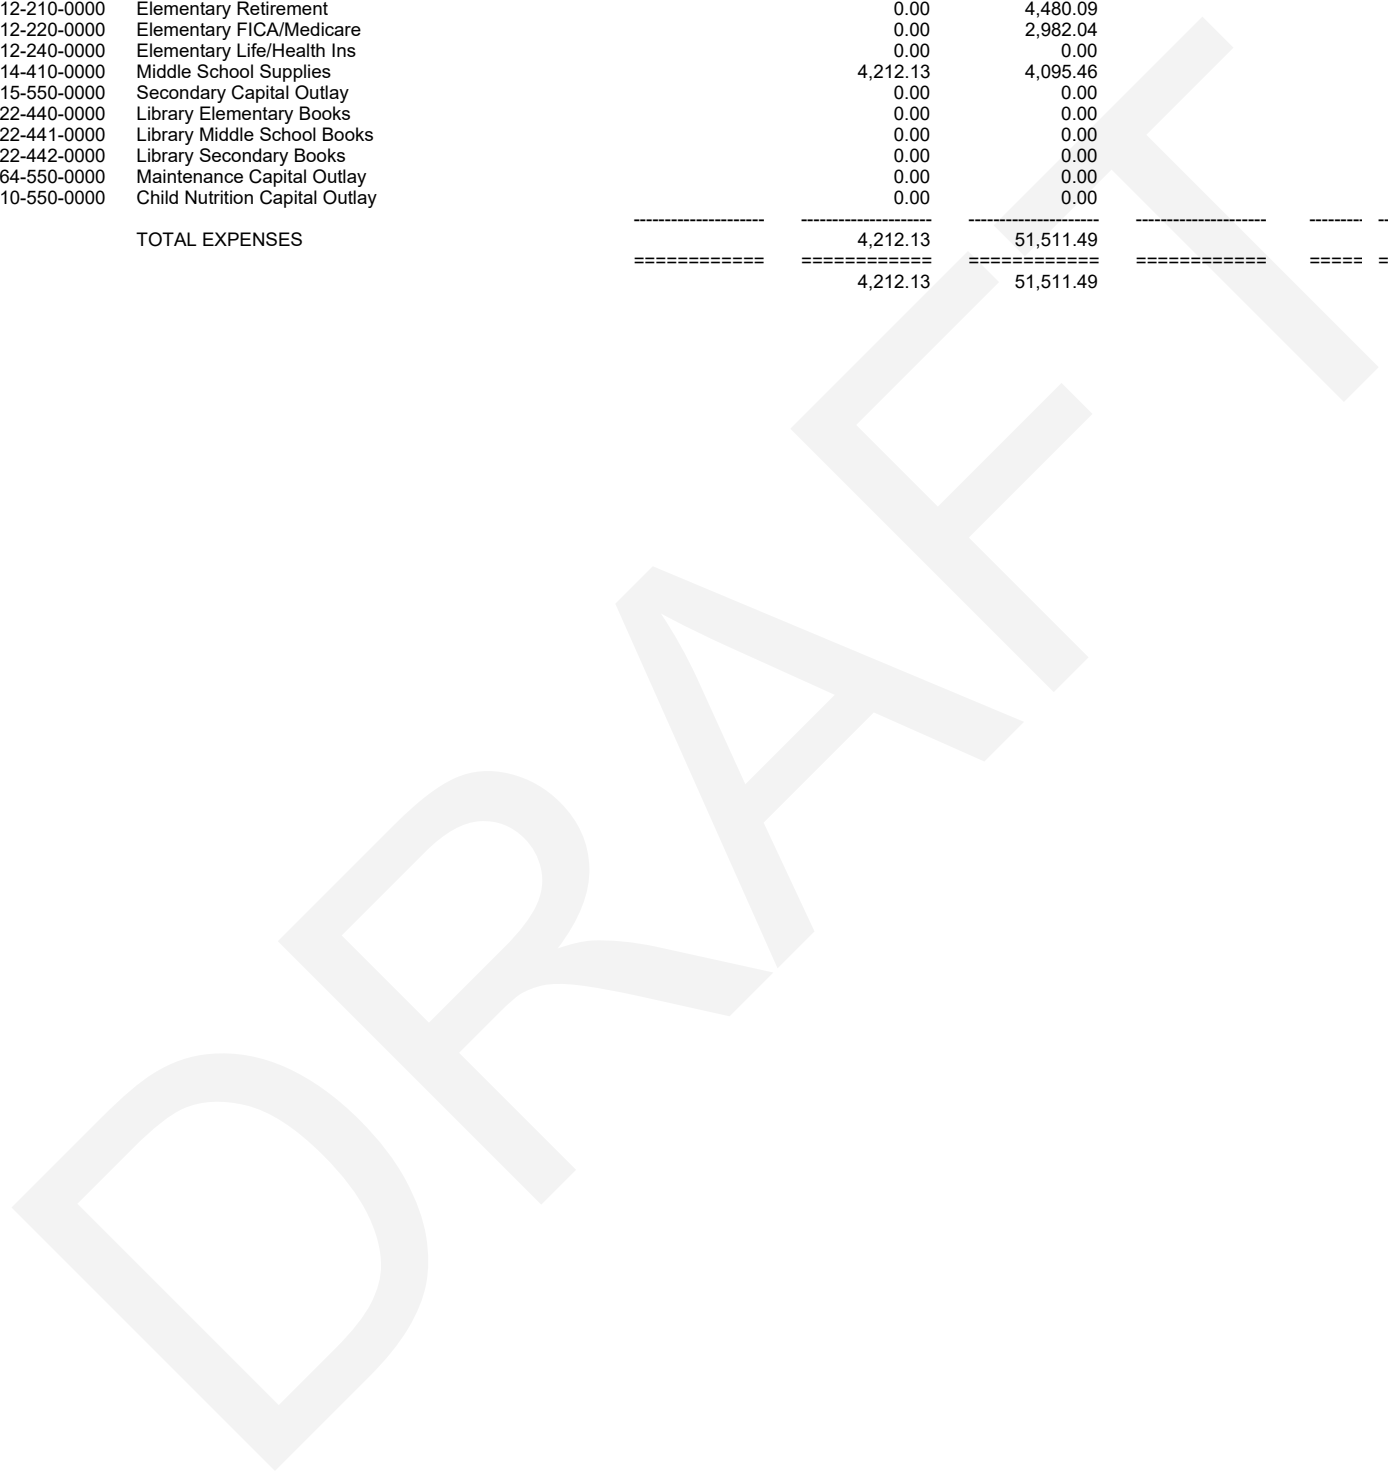 12-210-0000 Elementary Retirement 0.00 4,480.09
12-220-0000 Elementary FICA/Medicare 0.00 2,982.04
12-240-0000 Elementary Life/Health Ins 0.00 0.00
14-410-0000 Middle School Supplies 4,212.13 4,095.46
15-550-0000 Secondary Capital Outlay 0.00 0.00
22-440-0000 Library Elementary Books 0.00 0.00
22-441-0000 Library Middle School Books 0.00 0.00
22-442-0000 Library Secondary Books 0.00 0.00
64-550-0000 Maintenance Capital Outlay 0.00 0.00
10-550-0000 Child Nutrition Capital Outlay 0.00 0.00
--------------------- --------------------- --------------------- --------------------- --------- --
TOTAL EXPENSES 4,212.13 51,511.49
============ ============ ============ ============ ===== =
4,212.13 51,511.49
DRAFT